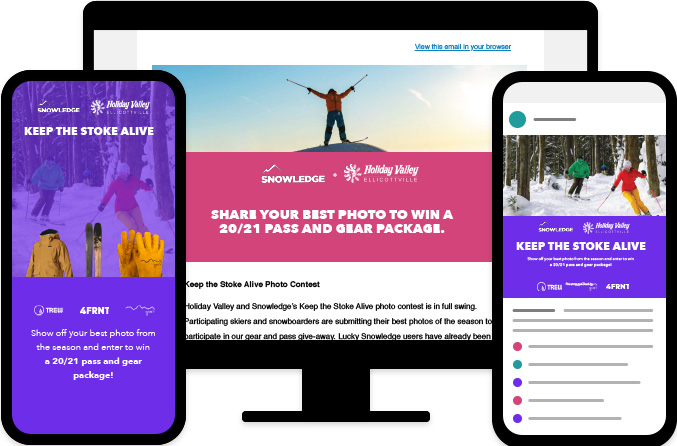 View this email in your browser
SNOWLEDGE
Holiday Valley
ELLICOTTVILLE
SHARE YOUR BEST PHOTO TO WIN A
20/21 PASS AND GEAR PACKAGE.
Keep the Stoke Alive Photo Contest
Holiday Valley and Snowledge's Keep the Stoke Alive photo contest is in full swing.
Participating skiers and snowboarders are submitting their best photos of the season to
participate in our gear and pass give-away. Lucky Snowledge users have already been
SNOWLEDGE
Holiday Valley
ELLICOTTVILLE
KEEP THE STOKE ALIVE
TREW
4FRNT
Show off your best photo from
the season and enter to win
a 20/21 pass and gear
package!
SNOWLEDGE
Holiday Valley
ELLICOTTVILLE
KEEP THE STOKE ALIVE
Show off your best photo from the season and enter to win
a 20/21 pass and gear package!
TREW
4FRNT